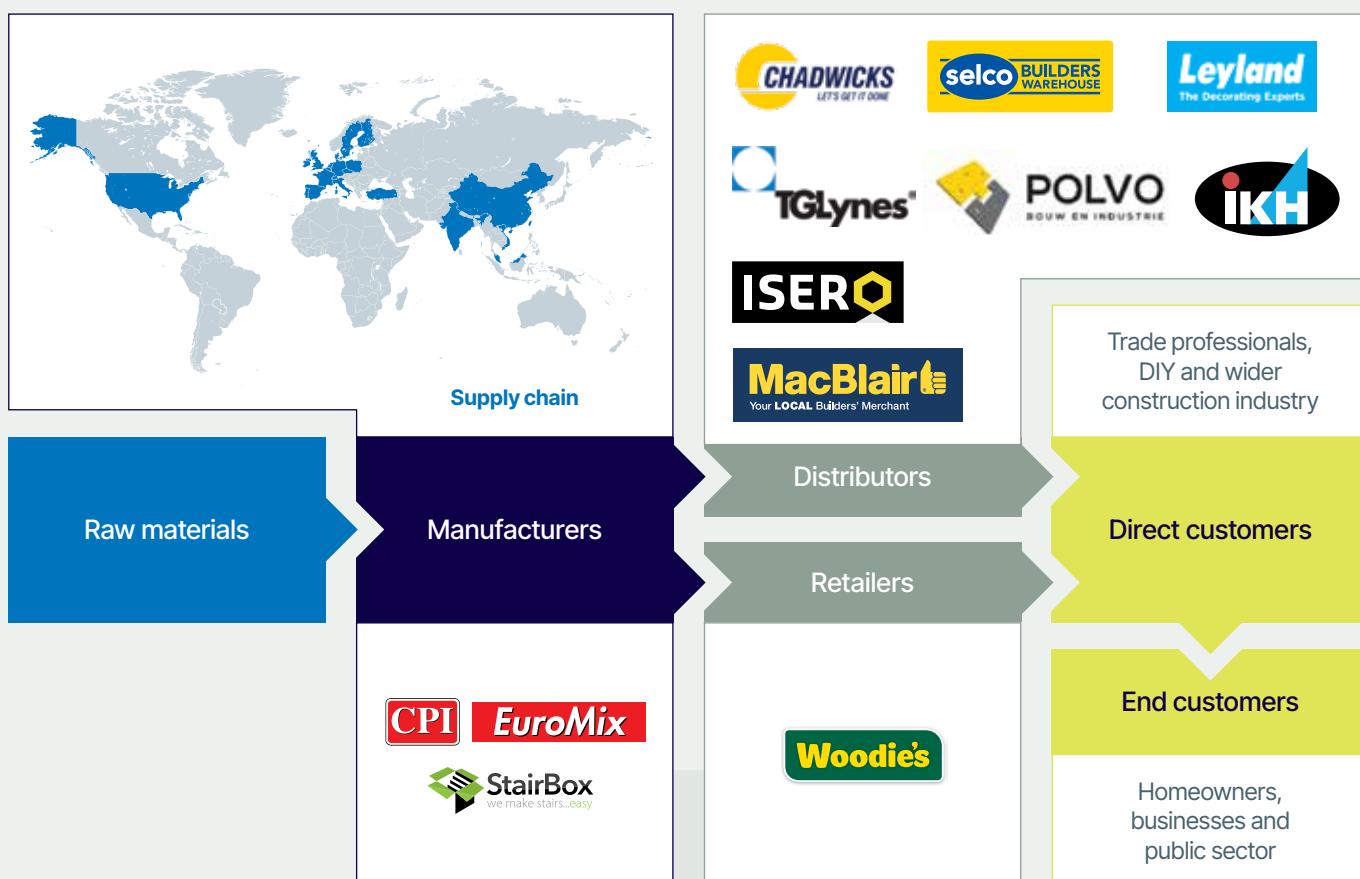 CHADWICKS
LET'S GET IT DONE
selco BUILDERS
WAREHOUSE
Leyland
The Decorating Experts
TGLynes®
POLVO
BOUW EN INDUSTRIE
iKH
ISERO
MacBlair
Your LOCAL Builders' Merchant
Supply chain
Trade professionals,
DIY and wider
construction industry
Raw materials
Manufacturers
Distributors
Retailers
Direct customers
End customers
CPI
EuroMix
StairBox
we make stairs...easy
Woodie's
Homeowners,
businesses and
public sector